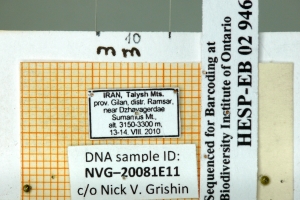 10
mm
IRAN, Talysh Mts.
prov. Gilan, distr. Ramsar,
near Dzhavagerdae
Sumamus Mt.,
alt. 3150-3300 m,
13-14. VIII. 2010
DNA sample ID:
NVG–20081E11
c/o Nick V. Grishin
Sequenced for Barcoding at
Biodiversity Institute of Ontario
HESP-EB 02 946